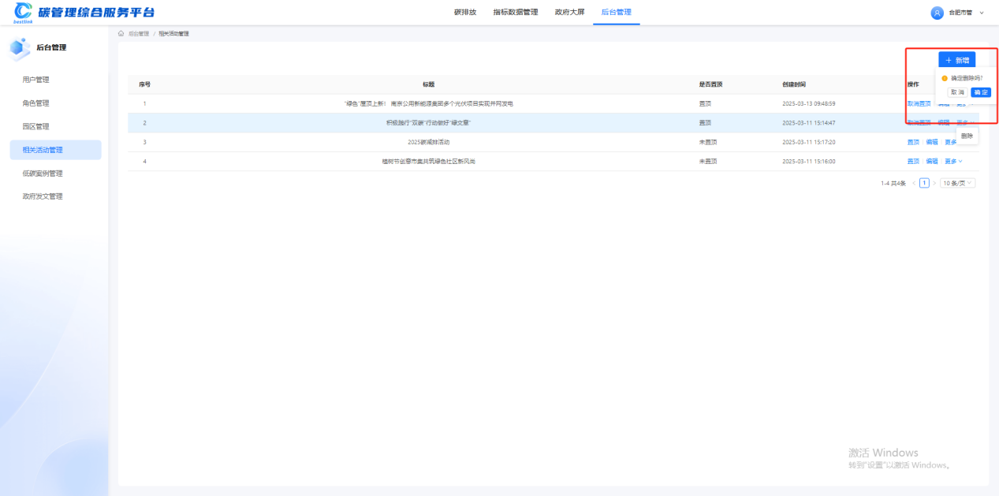 碳管理综合服务平台 碳排放 指标数据管理 政府大屏 后台管理 合肥市管
bestlink
后台管理 / 相关活动管理
后台管理
用户管理
角色管理
园区管理
相关活动管理
低碳案例管理
政府发文管理
+ 新增
序号 标题 是否置顶 创建时间 操作
确定删除吗?
取 消 确 定
1 "绿色"屋顶上新! 南京公用新能源集团多个光伏项目实现并网发电 置顶 2025-03-13 09:48:59 取消置顶 编辑 更多
2 积极践行"双碳"行动做好"绿文章" 置顶 2025-03-11 15:14:47 取消置顶 编辑 更多
删除
3 2025碳减排活动 未置顶 2025-03-11 15:17:20 置顶 编辑 更多
4 植树节创意市集共筑绿色社区新风尚 未置顶 2025-03-11 15:16:00 置顶 编辑 更多
1-4 共4条 < 1 > 10 条/页
激活 Windows
转到"设置"以激活 Windows。